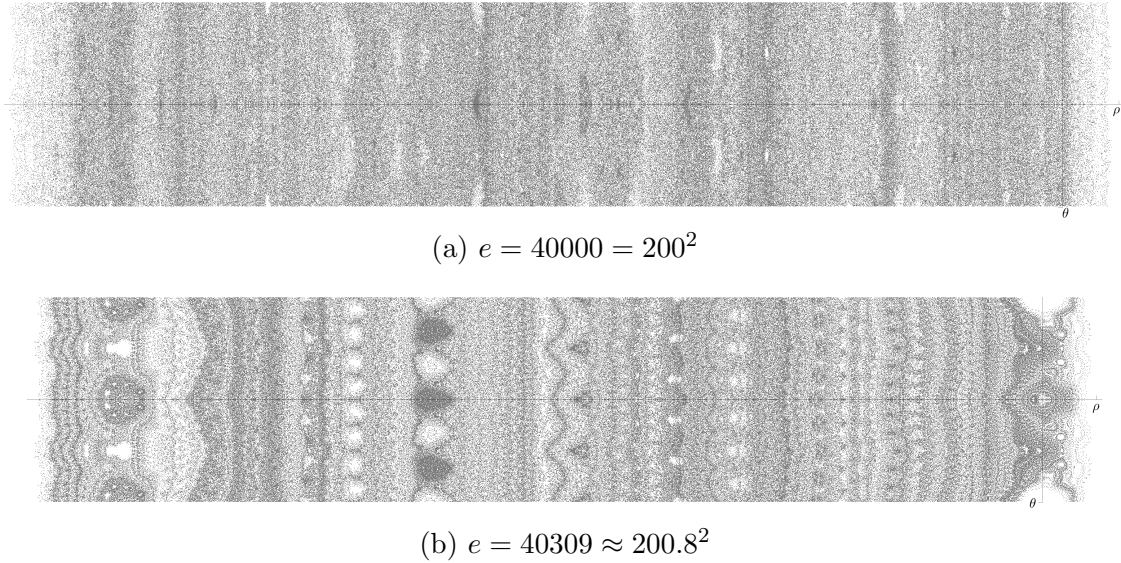 ρ
θ
(a) e = 40000 = 200²
ρ
θ
(b) e = 40309 ≈ 200.8²